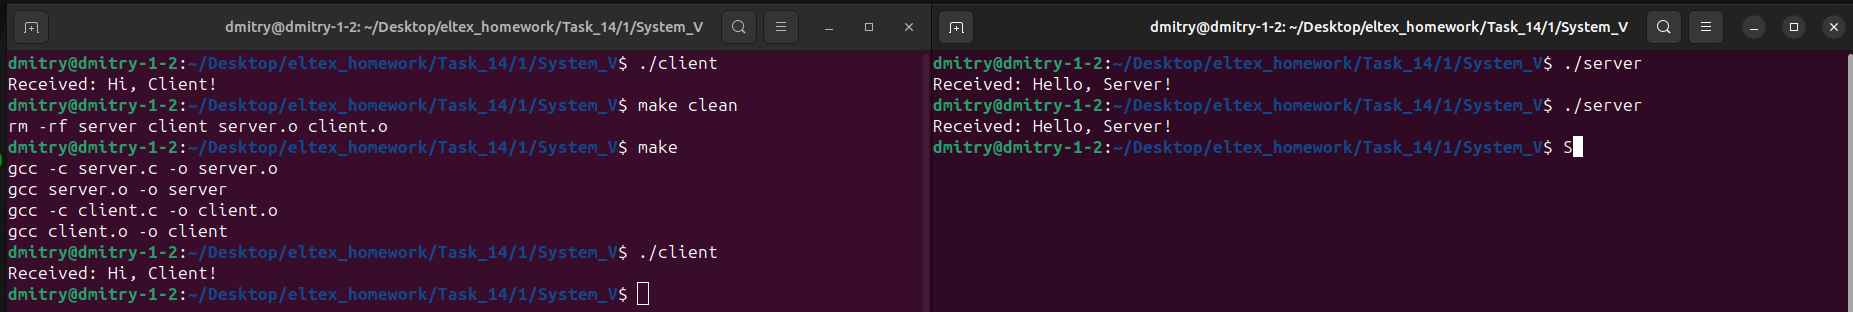 dmitry@dmitry-1-2: ~/Desktop/eltex_homework/Task_14/1/System_V
dmitry@dmitry-1-2:~/Desktop/eltex_homework/Task_14/1/System_V$ ./client
Received: Hi, Client!
dmitry@dmitry-1-2:~/Desktop/eltex_homework/Task_14/1/System_V$ make clean
rm -rf server client server.o client.o
dmitry@dmitry-1-2:~/Desktop/eltex_homework/Task_14/1/System_V$ make
gcc -c server.c -o server.o
gcc server.o -o server
gcc -c client.c -o client.o
gcc client.o -o client
dmitry@dmitry-1-2:~/Desktop/eltex_homework/Task_14/1/System_V$ ./client
Received: Hi, Client!
dmitry@dmitry-1-2:~/Desktop/eltex_homework/Task_14/1/System_V$
dmitry@dmitry-1-2: ~/Desktop/eltex_homework/Task_14/1/System_V
dmitry@dmitry-1-2:~/Desktop/eltex_homework/Task_14/1/System_V$ ./server
Received: Hello, Server!
dmitry@dmitry-1-2:~/Desktop/eltex_homework/Task_14/1/System_V$ ./server
Received: Hello, Server!
dmitry@dmitry-1-2:~/Desktop/eltex_homework/Task_14/1/System_V$ S